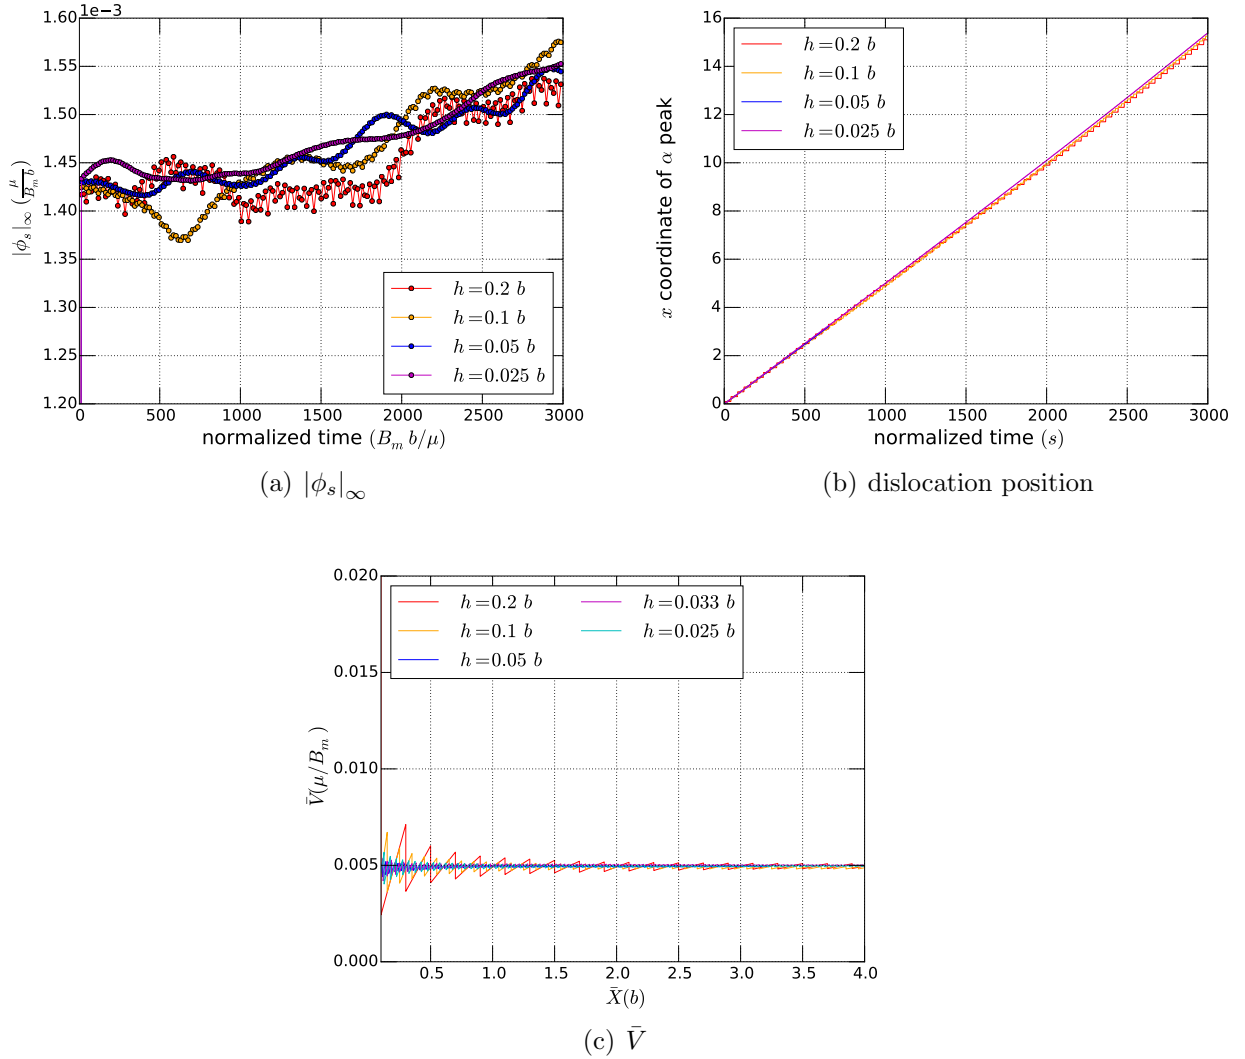 1.60 1e−3
1.55
1.50
1.45
1.40
1.35
1.30
1.25
1.20
0 500 1000 1500 2000 2500 3000
|ϕ_s|_∞ (μ/(B_m b))
normalized time (B_m b/μ)
h=0.2 b
h=0.1 b
h=0.05 b
h=0.025 b
(a) |ϕ_s|_∞
16
14
12
10
8
6
4
2
0
0 500 1000 1500 2000 2500 3000
x coordinate of α peak
normalized time (s)
h=0.2 b
h=0.1 b
h=0.05 b
h=0.025 b
(b) dislocation position
0.020
0.015
0.010
0.005
0.000
0.5 1.0 1.5 2.0 2.5 3.0 3.5 4.0
V̄(μ/B_m)
X̄(b)
h=0.2 b h=0.033 b
h=0.1 b h=0.025 b
h=0.05 b
(c) V̄